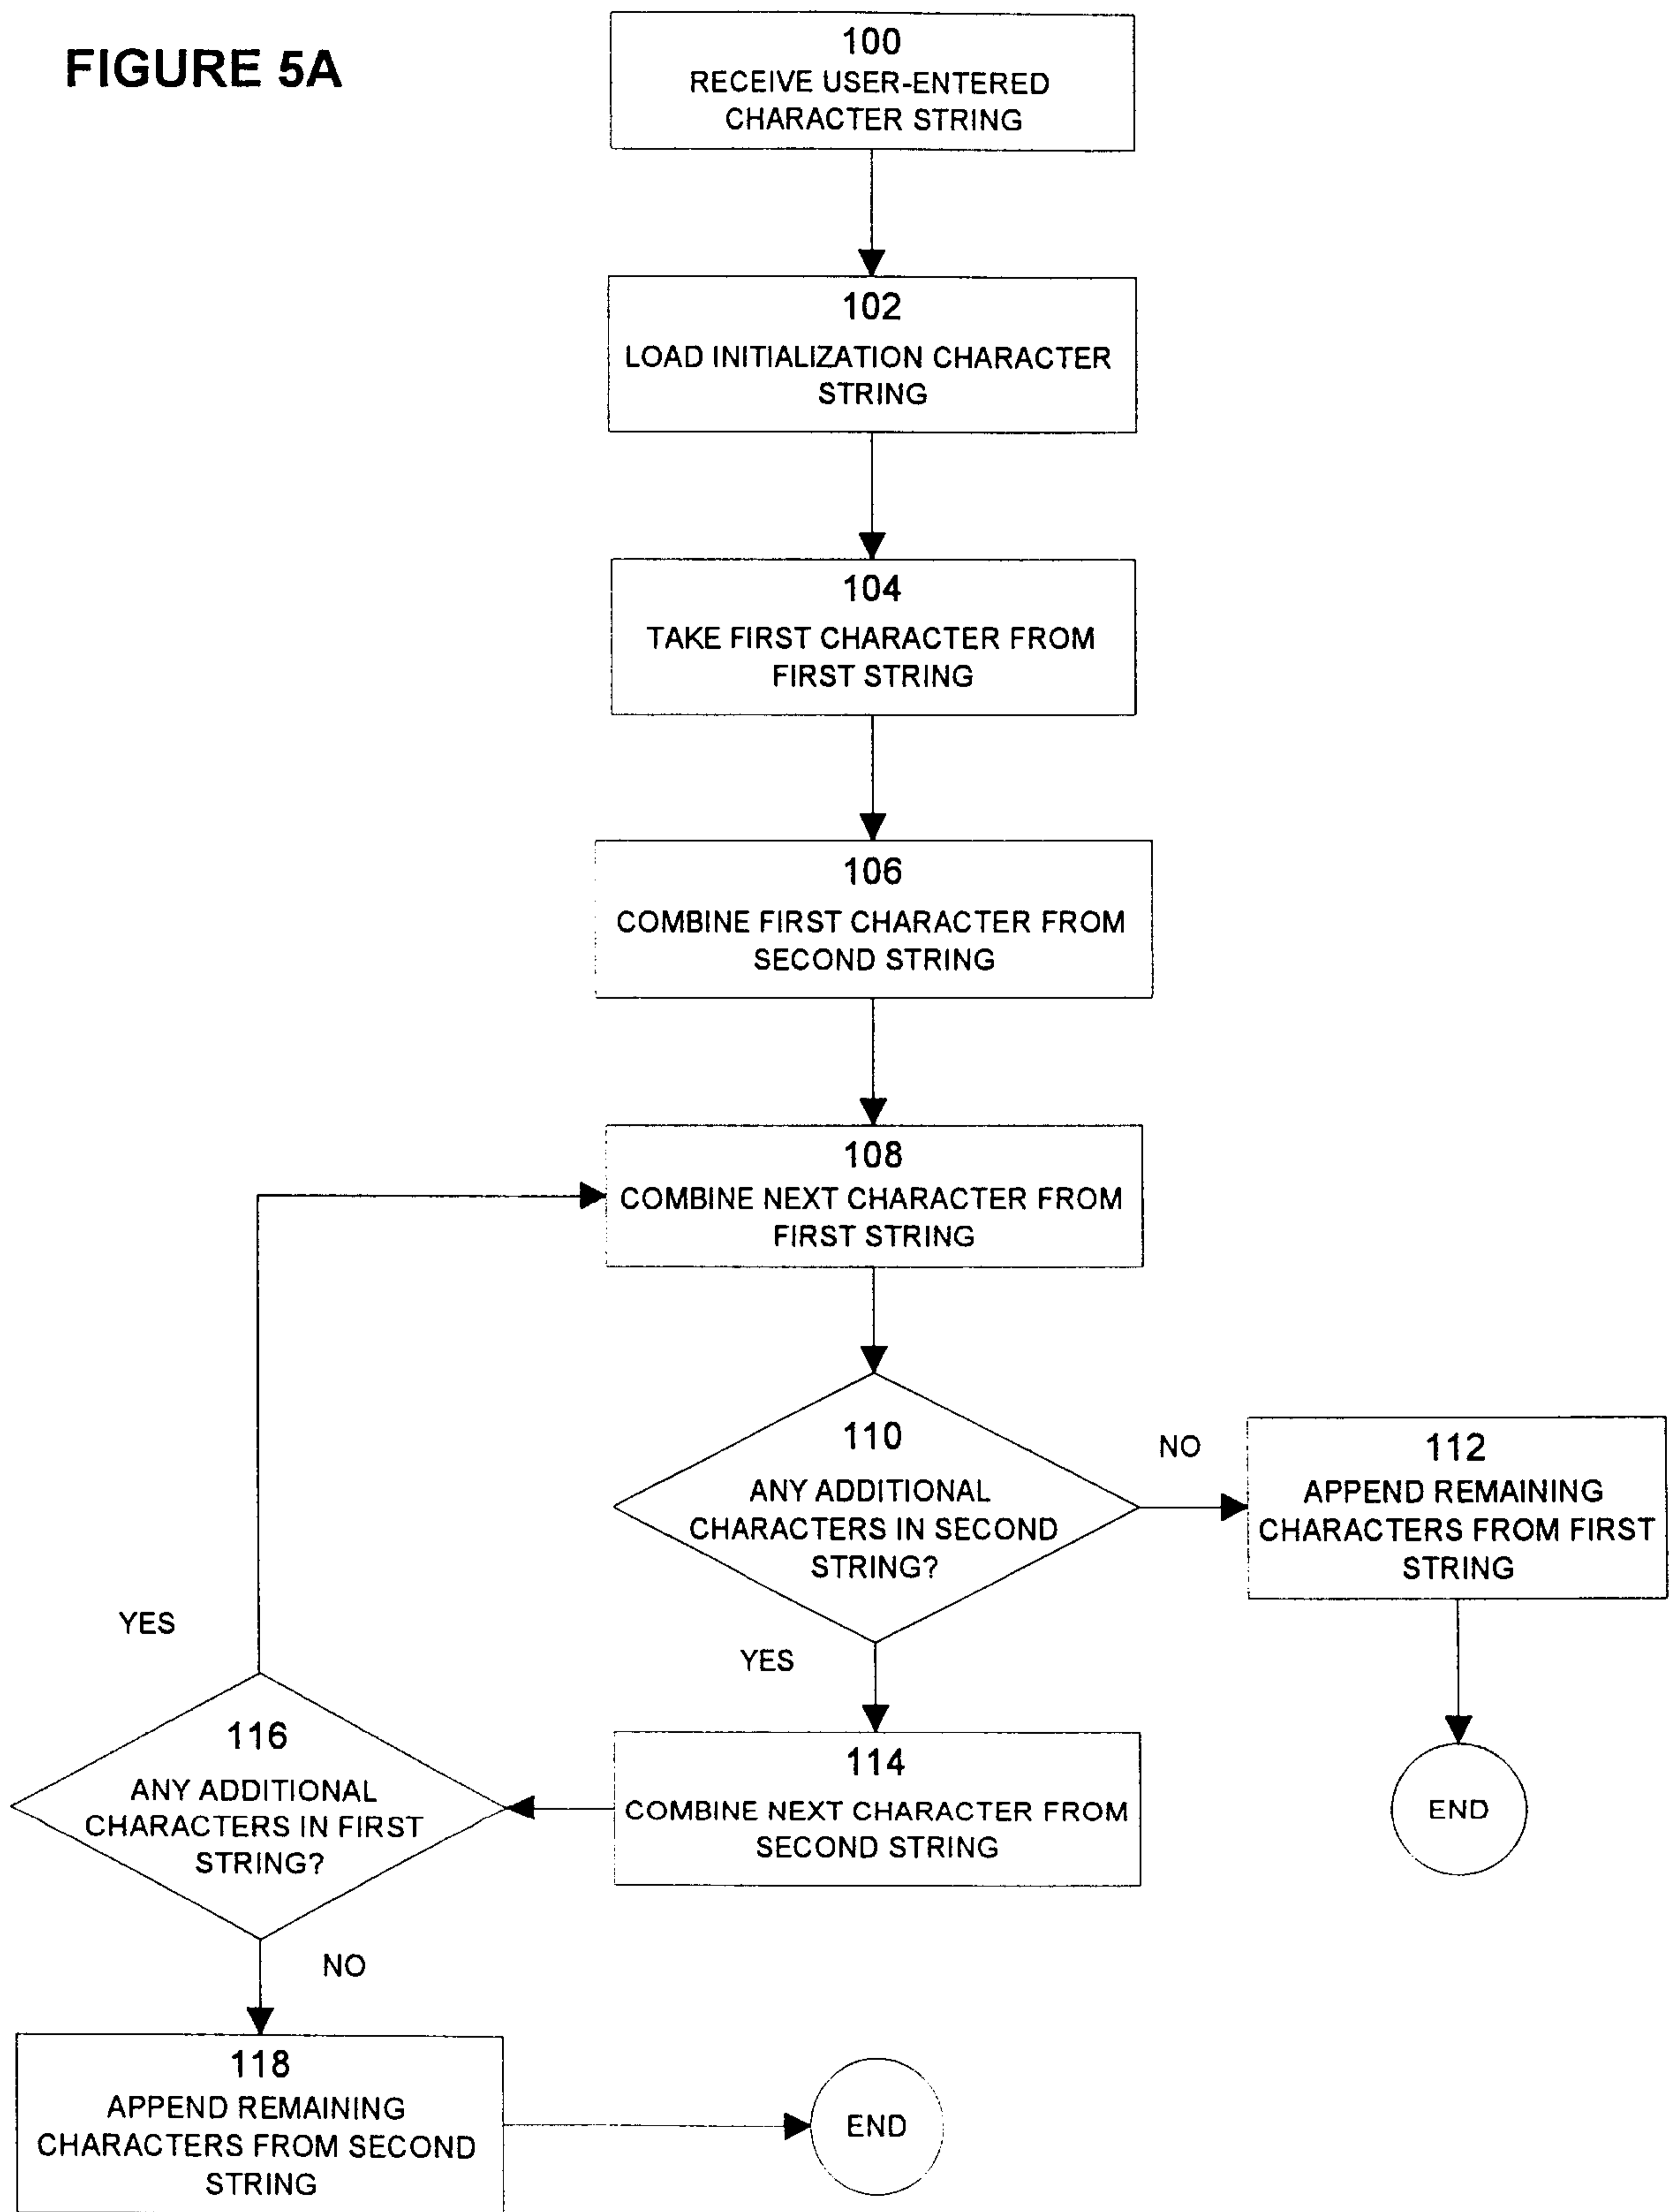 FIGURE 5A
100
RECEIVE USER-ENTERED
CHARACTER STRING
102
LOAD INITIALIZATION CHARACTER
STRING
104
TAKE FIRST CHARACTER FROM
FIRST STRING
106
COMBINE FIRST CHARACTER FROM
SECOND STRING
108
COMBINE NEXT CHARACTER FROM
FIRST STRING
110
ANY ADDITIONAL
CHARACTERS IN SECOND
STRING?
NO
112
APPEND REMAINING
CHARACTERS FROM FIRST
STRING
END
YES
114
COMBINE NEXT CHARACTER FROM
SECOND STRING
YES
116
ANY ADDITIONAL
CHARACTERS IN FIRST
STRING?
NO
118
APPEND REMAINING
CHARACTERS FROM SECOND
STRING
END